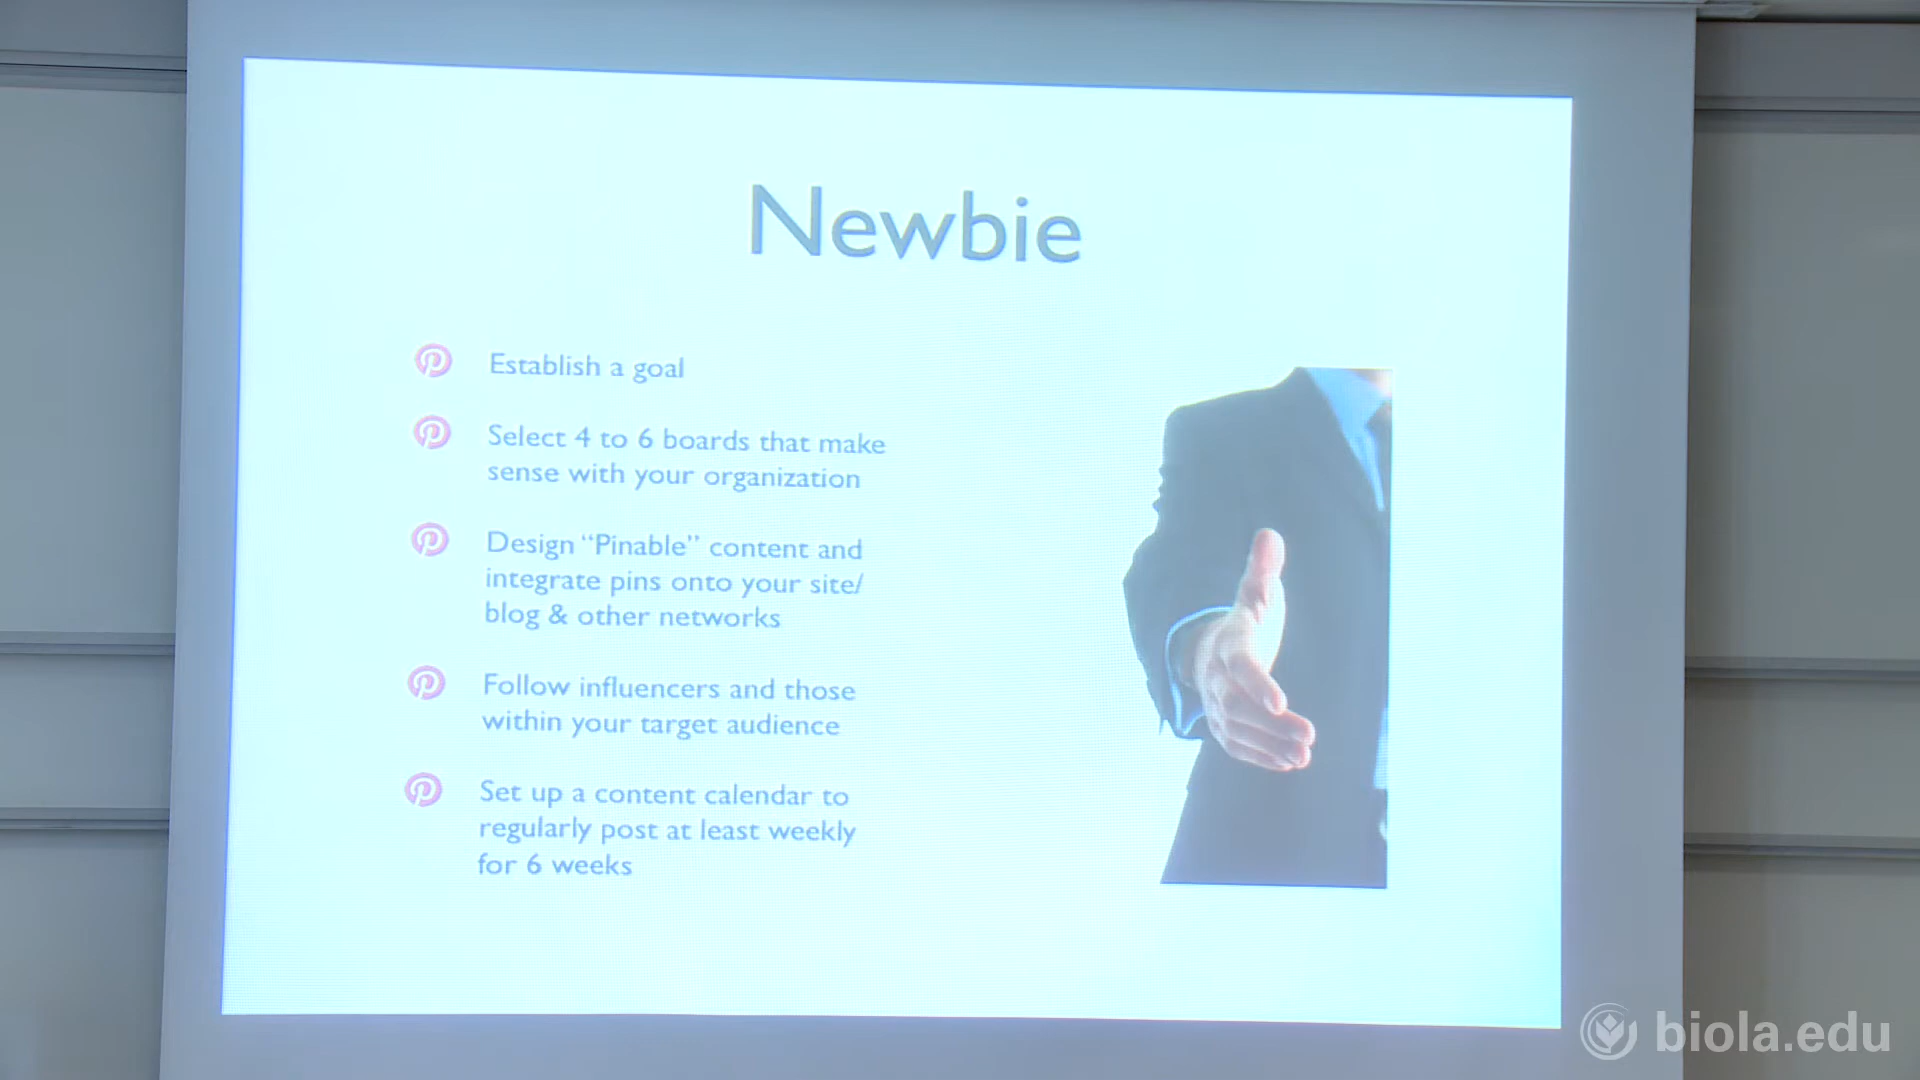 Newbie
Establish a goal
Select 4 to 6 boards that make
sense with your organization
Design “Pinable” content and
integrate pins onto your site/
blog & other networks
Follow influencers and those
within your target audience
Set up a content calendar to
regularly post at least weekly
for 6 weeks
biola.edu